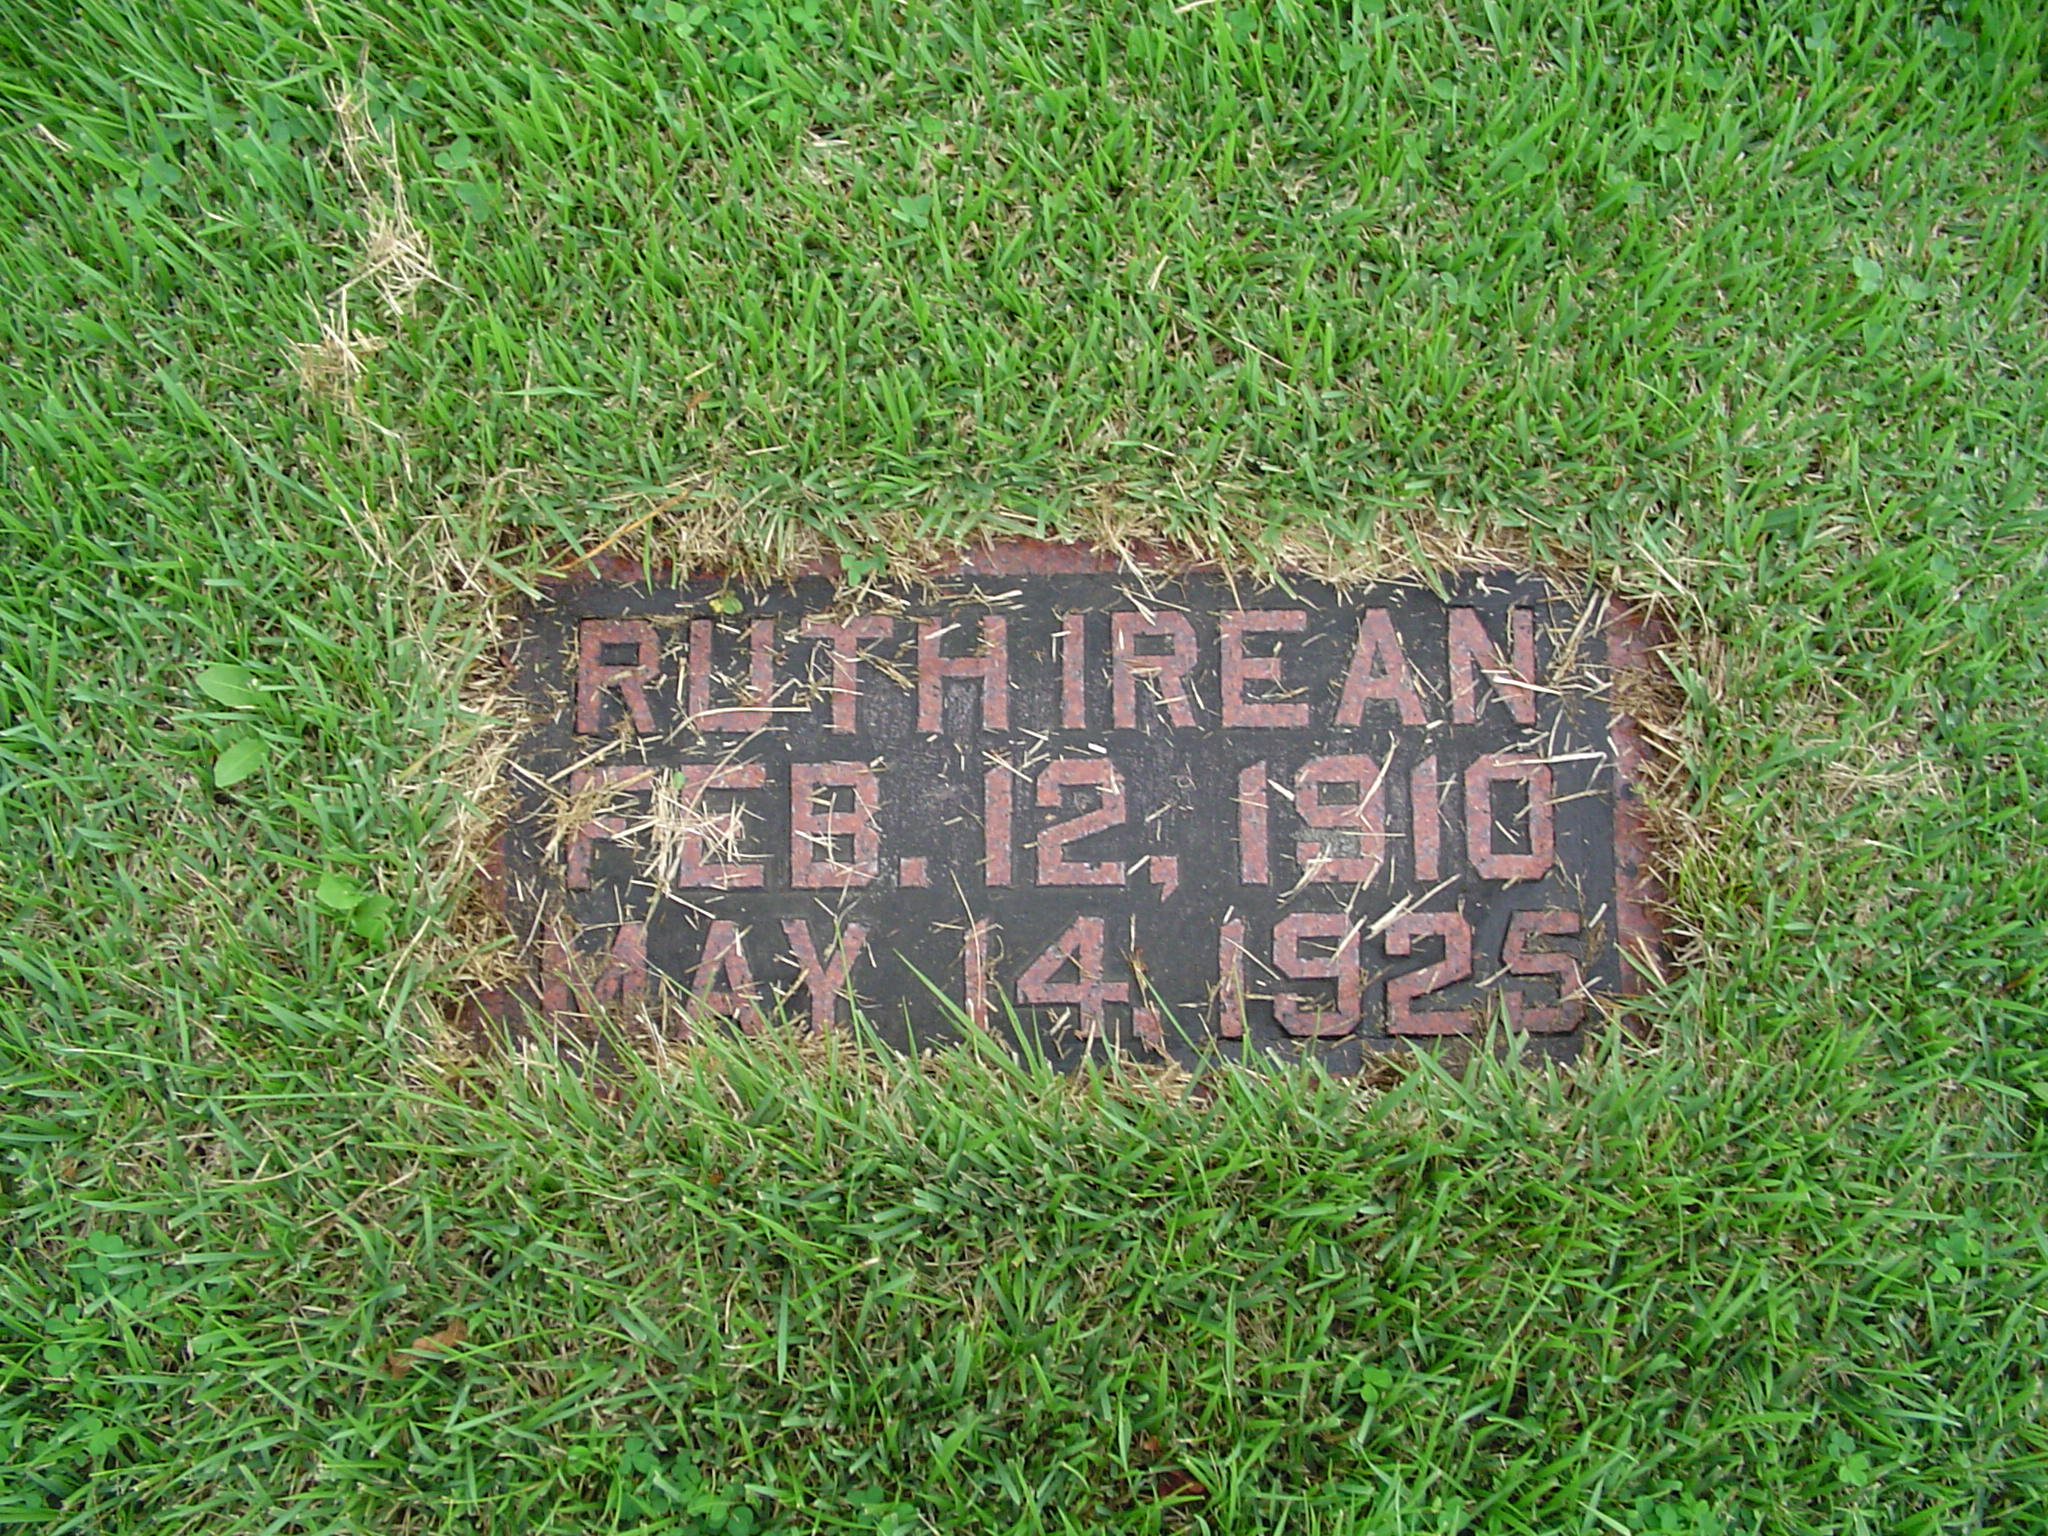 RUTH IREAN
FEB. 12, 1910
MAY 14, 1925